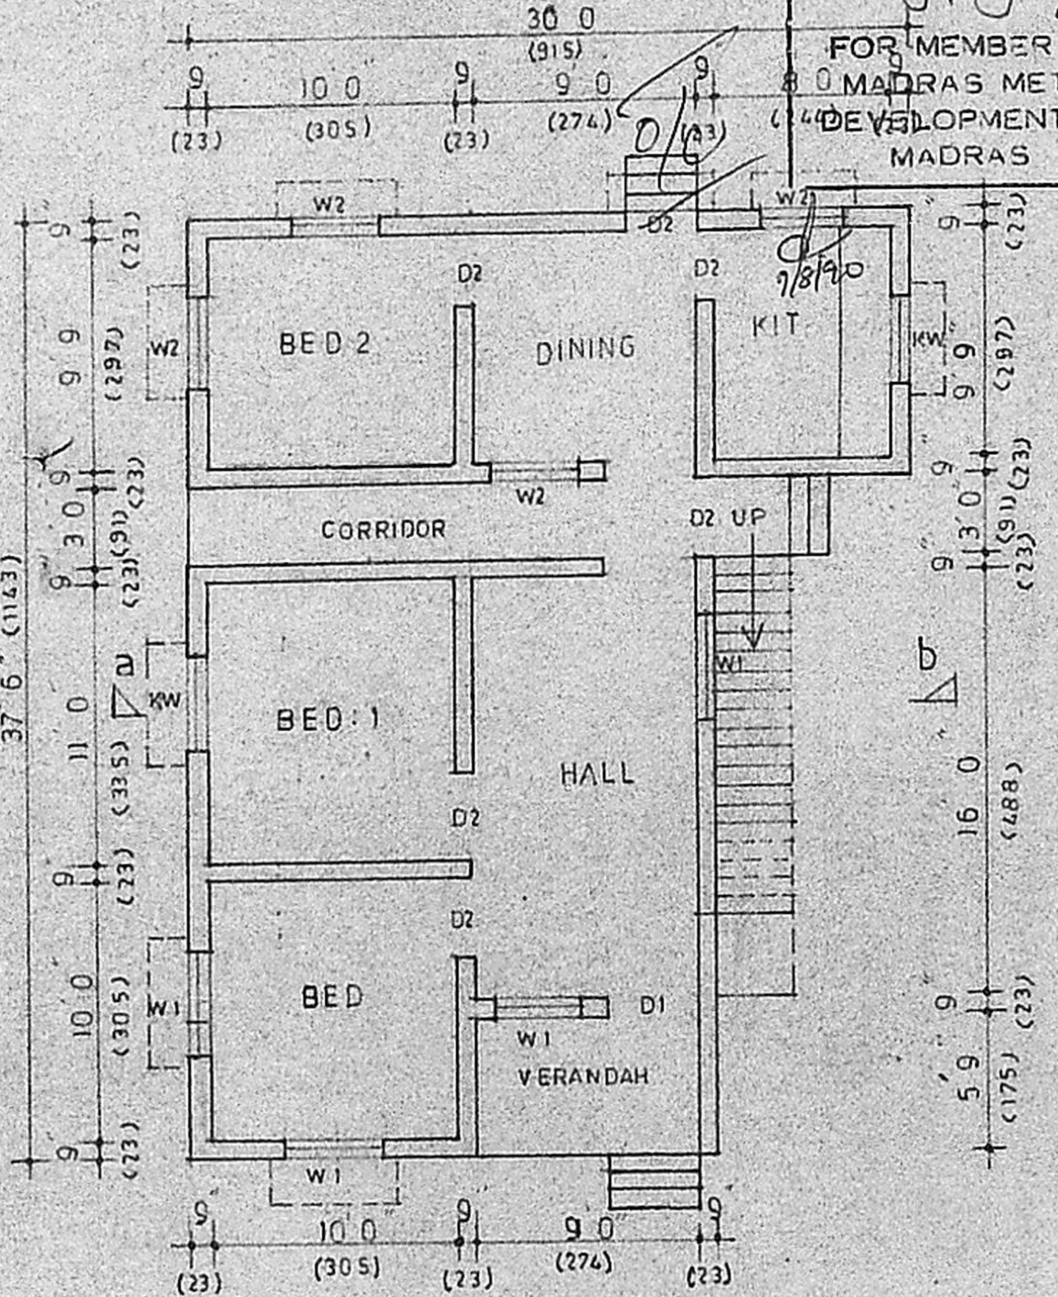 30 0
(915)
FOR MEMBER
MADRAS ME
DEVELOPMENT
MADRAS
9 10 0 9 9 0 9 8 0 9
(23) (305) (23) (274) (23)
W2 D2 W2
9/8/90
D2 D2
9" (23) 9" (23)
W2 BED 2 DINING KIT KW
9 9 (297) 9 9" (297)
9 (23) 9" (23)
W2
CORRIDOR D2 UP
3 0 (91) 3 0 (91)
9 (23) 9 (23)
37' 6" (1143)
a b
KW BED: 1 W1
11 0 (335) 16 0" (488)
HALL
D2
9 (23)
D2
W1 BED D1
10 0 (305) 9" (23)
W1
VERANDAH
5' 9" (175)
9 (23)
W1
9" 10 0" 9" 9 0" 9
(23) (305) (23) (274) (23)